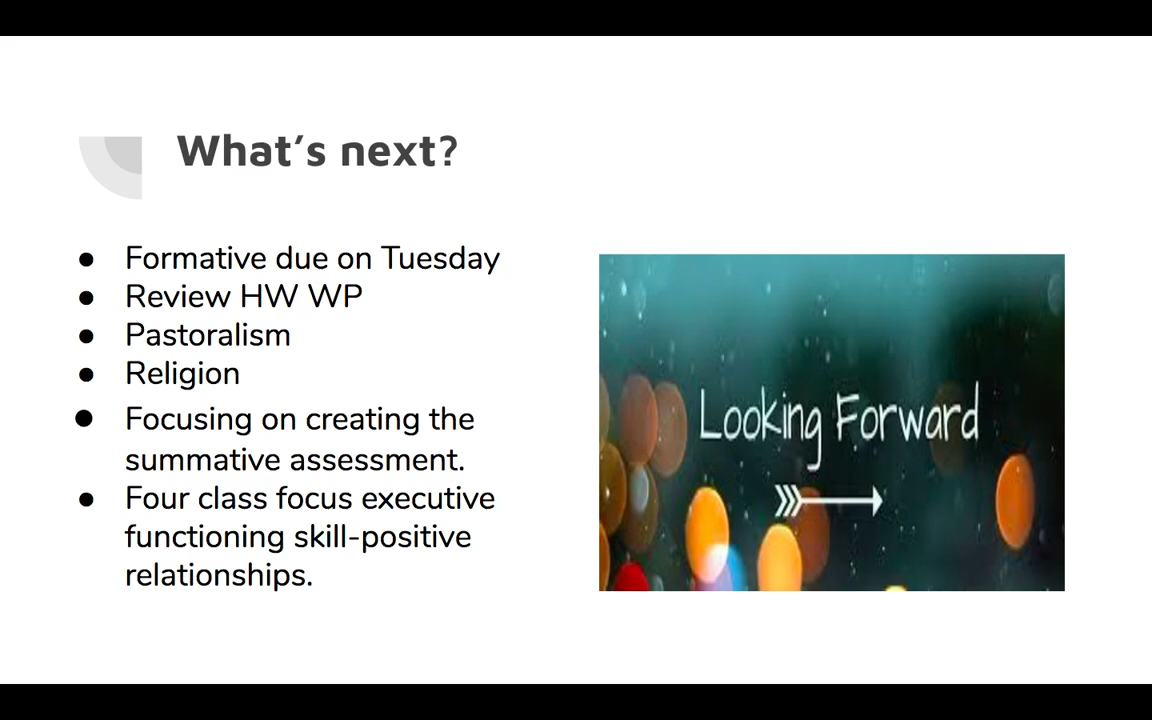 What’s next?
● Formative due on Tuesday
● Review HW WP
● Pastoralism
● Religion
● Focusing on creating the
summative assessment.
● Four class focus executive
functioning skill-positive
relationships.
Looking Forward